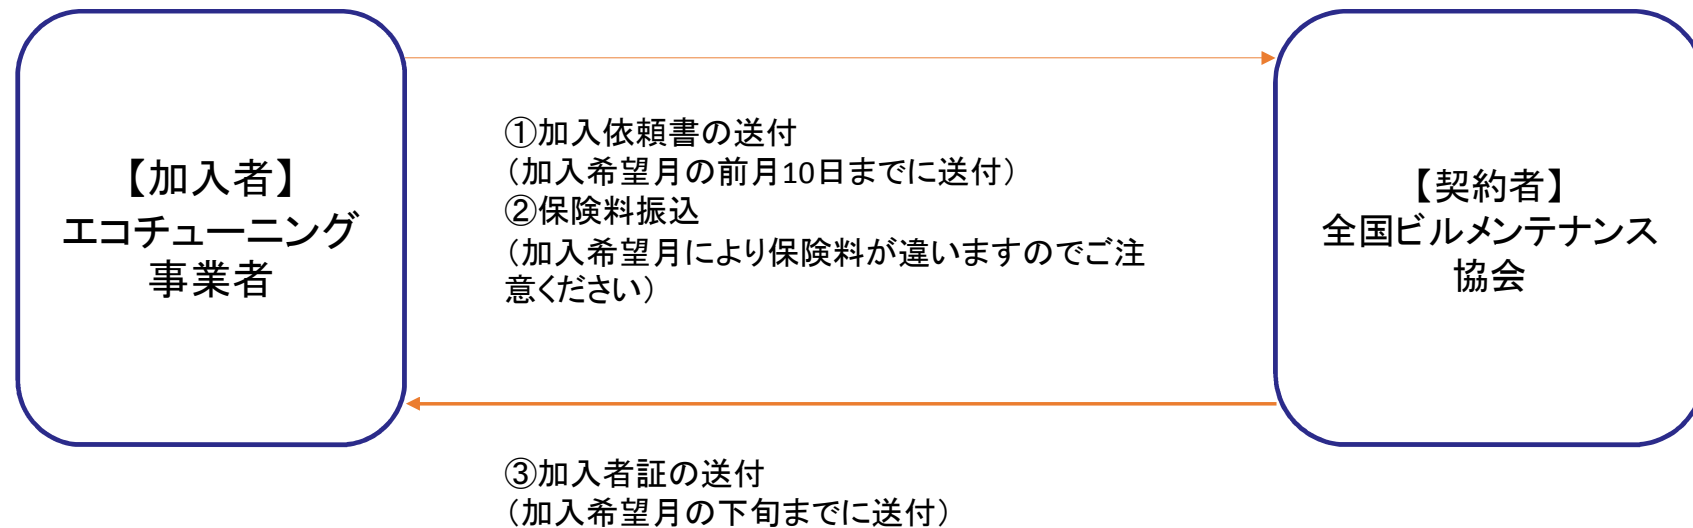 【加入者】
エコチューニング
事業者
①加入依頼書の送付
（加入希望月の前月10日までに送付）
②保険料振込
（加入希望月により保険料が違いますのでご注
意ください）
【契約者】
全国ビルメンテナンス
協会
③加入者証の送付
（加入希望月の下旬までに送付）